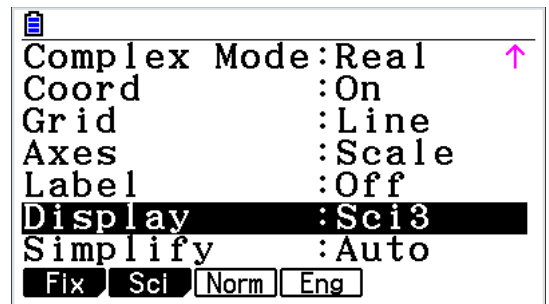 Complex Mode:Real ↑
Coord :On
Grid :Line
Axes :Scale
Label :Off
Display :Sci3
Simplify :Auto
Fix Sci Norm Eng